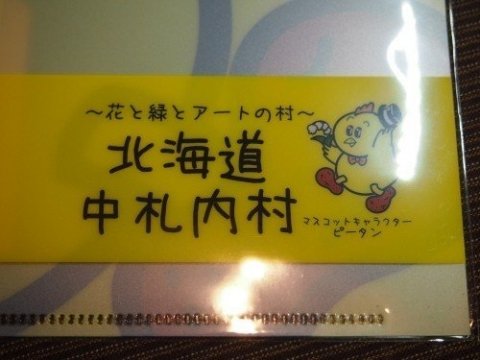 ～花と緑とアートの村～
北海道
中札内村
マスコットキャラクター
ピータン